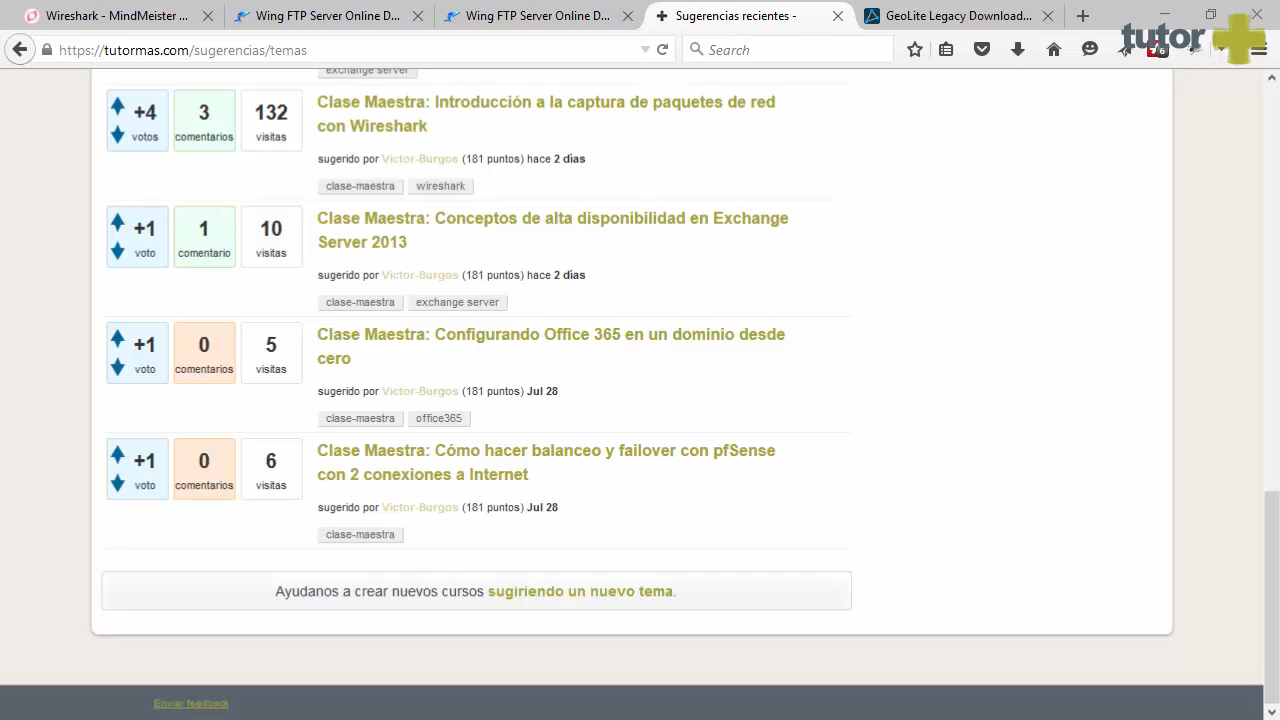 Wireshark - MindMeister ...
Wing FTP Server Online D...
Wing FTP Server Online D...
Sugerencias recientes -
GeoLite Legacy Download...
https://tutormas.com/sugerencias/temas
Search
tutor
exchange server
+4 votos
3 comentarios
132 visitas
Clase Maestra: Introducción a la captura de paquetes de red
con Wireshark
sugerido por Victor-Burgos (181 puntos) hace 2 días
clase-maestra wireshark
+1 voto
1 comentario
10 visitas
Clase Maestra: Conceptos de alta disponibilidad en Exchange
Server 2013
sugerido por Victor-Burgos (181 puntos) hace 2 días
clase-maestra exchange server
+1 voto
0 comentarios
5 visitas
Clase Maestra: Configurando Office 365 en un dominio desde
cero
sugerido por Victor-Burgos (181 puntos) Jul 28
clase-maestra office365
+1 voto
0 comentarios
6 visitas
Clase Maestra: Cómo hacer balanceo y failover con pfSense
con 2 conexiones a Internet
sugerido por Victor-Burgos (181 puntos) Jul 28
clase-maestra
Ayudanos a crear nuevos cursos sugiriendo un nuevo tema.
Enviar feedback